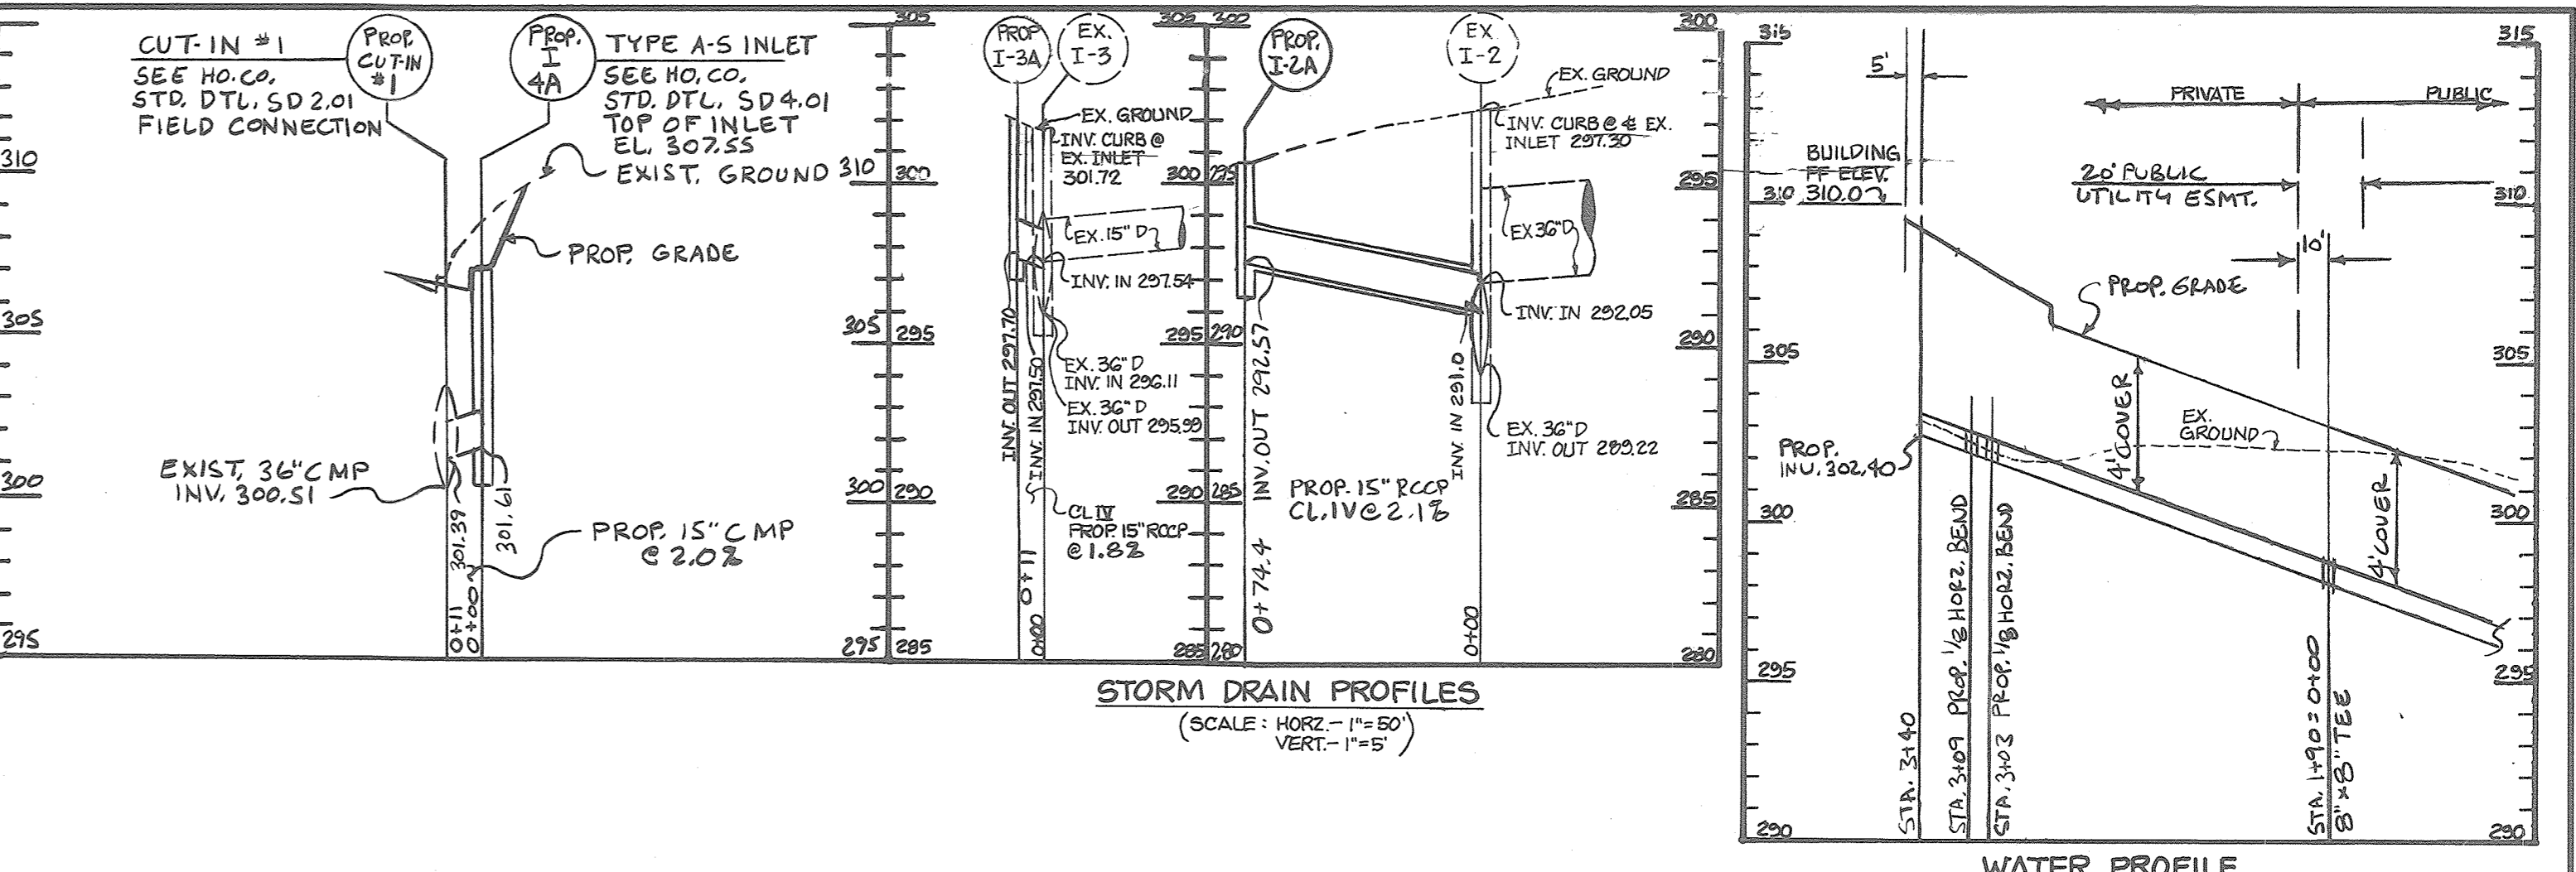 CUT-IN #1
SEE HO.CO.
STD. DTL. SD 2.01
FIELD CONNECTION
PROP.
CUT-IN
#1
PROP.
I
4A
TYPE A-S INLET
SEE HO. CO.
STD. DTL. SD 4.01
TOP OF INLET
EL. 307.55
EXIST. GROUND
PROP. GRADE
310
305
300
295
310
305
300
295
EXIST. 36" CMP
INV. 300.51
301.39
301.61
0+11
0+00
PROP. 15" CMP
@ 2.0%
305
300
295
290
285
PROP
I-3A
EX.
I-3
EX. GROUND
INV. CURB @
EX. INLET
301.72
EX. 15" D
INV. IN 297.54
EX. 36" D
INV. IN 296.11
EX. 36" D
INV. OUT 295.99
INV. OUT 297.70
INV. IN 297.50
CL IV
PROP. 15" RCCP
@ 1.8%
0+11
0+00
305
295
290
285
300
295
290
285
280
PROP.
I-2A
EX
I-2
EX. GROUND
INV. CURB @ ℄ EX.
INLET 297.30
EX 36" D
INV. IN 292.05
EX. 36" D
INV. OUT 289.22
INV. OUT 292.57
INV. IN 291.0
PROP. 15" RCCP
CL. IV @ 2.1%
0+74.4
0+00
300
295
290
285
280
STORM DRAIN PROFILES
(SCALE: HORZ.- 1"=50'
VERT.- 1"=5')
315
310
305
300
295
290
5'
PRIVATE
PUBLIC
BUILDING
FF ELEV.
310.0
20' PUBLIC
UTILITY ESMT.
10'
PROP. GRADE
4' COVER
EX.
GROUND
4' COVER
PROP.
INV. 302.40
STA. 3+40
STA. 3+09 PROP. 1/8 HORZ. BEND
STA. 3+03 PROP. 1/8 HORZ. BEND
STA. 1+90 = 0+00
8" x 8" TEE
315
310
305
300
295
290
WATER PROFILE